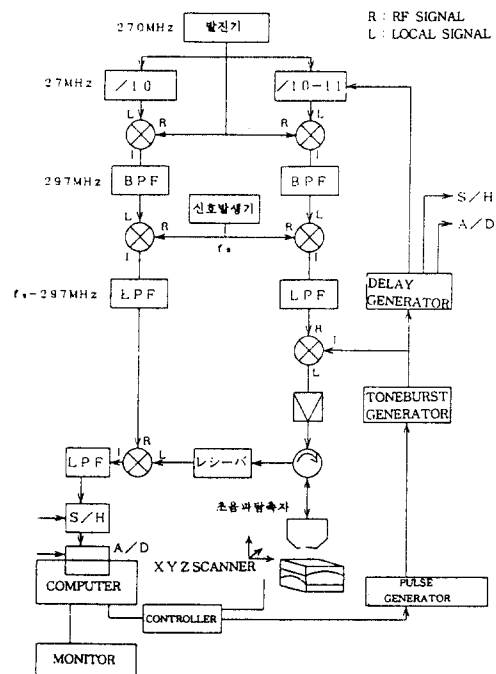 270MHz
발진기
R : RF SIGNAL
L : LOCAL SIGNAL
27MHz
/10
/10-11
L
R
R
L
I
I
297MHz
BPF
BPF
신호발생기
L
R
R
L
I
fs
I
S/H
A/D
fs-297MHz
LPF
LPF
DELAY
GENERATOR
R
I
L
TONEBURST
GENERATOR
R
LPF
I
L
レシーバ
S/H
초음파탐촉자
A/D
XYZ SCANNER
COMPUTER
CONTROLLER
PULSE
GENERATOR
MONITOR